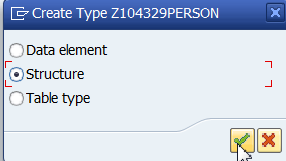 Create Type Z104329PERSON
Data element
Structure
Table type